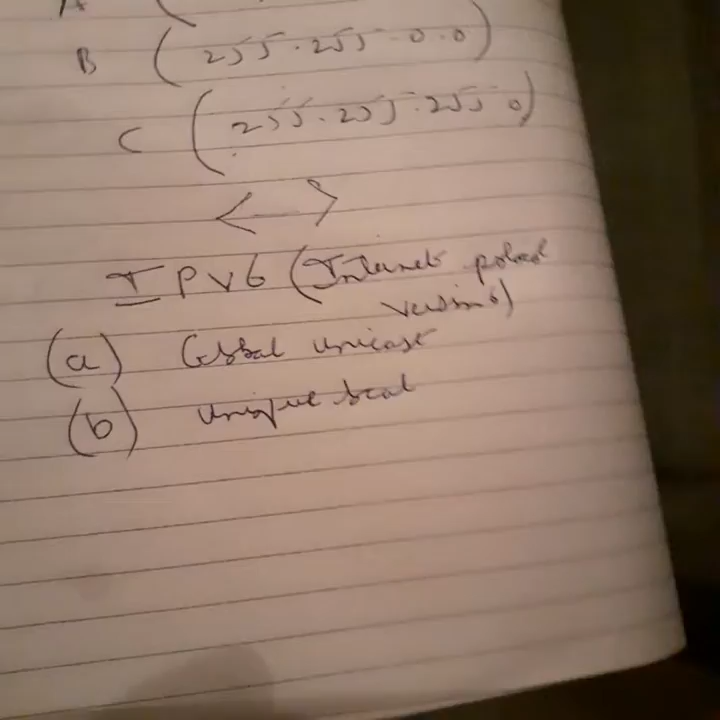 A (
B (255.255.0.0)
C (255.255.255.0)
IPV6 (Internet protocol
version 6)
(a) Global unicast
(b) unique local